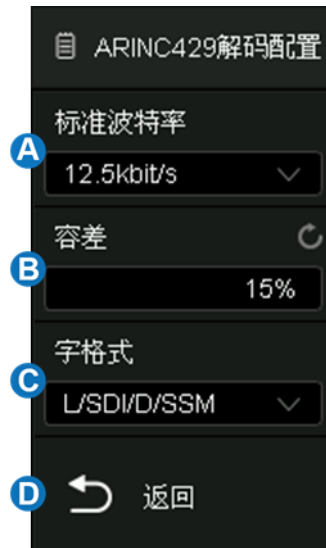 ARINC429解码配置
标准波特率
A
12.5kbit/s
容差
B
15%
字格式
C
L/SDI/D/SSM
D
返回